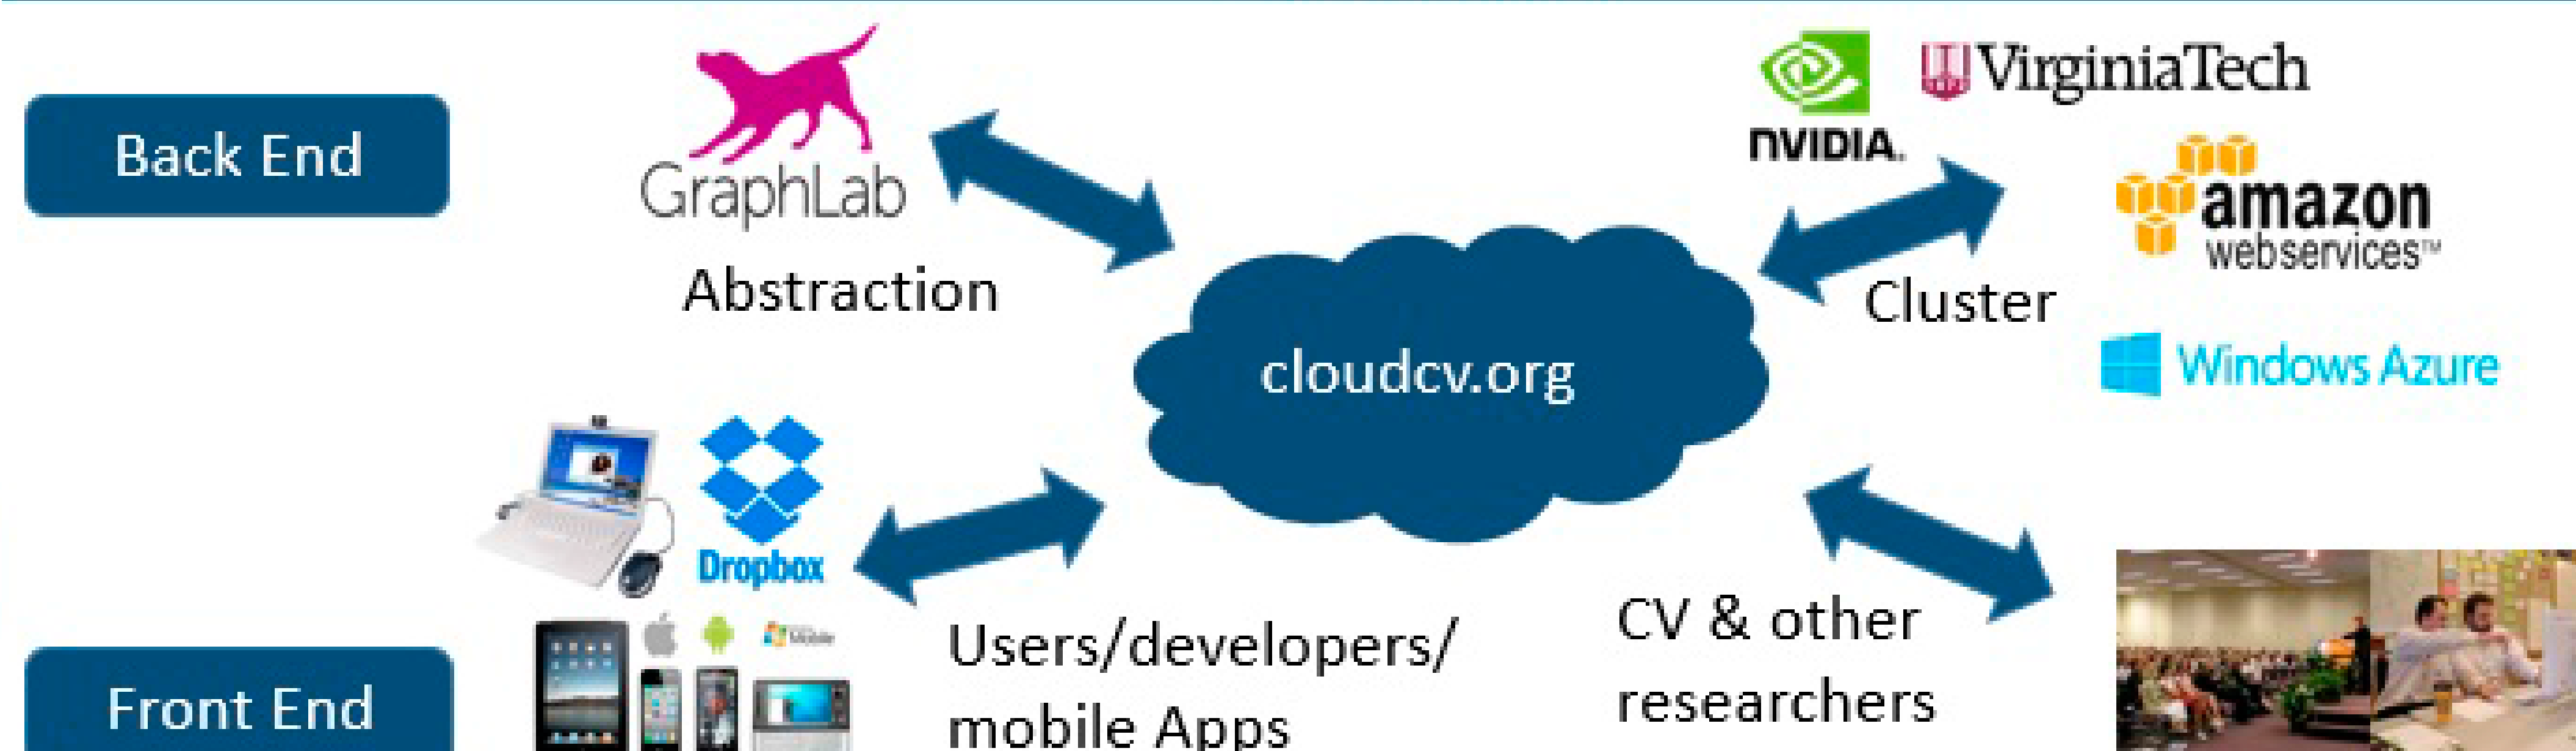 Back End
GraphLab
Abstraction
nVIDIA.
VirginiaTech
amazon
webservices™
Cluster
Windows Azure
cloudcv.org
Dropbox
Mobile
Front End
Users/developers/
mobile Apps
CV & other
researchers